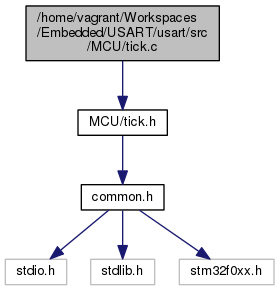 /home/vagrant/Workspaces
/Embedded/USART/usart/src
/MCU/tick.c
MCU/tick.h
common.h
stdio.h
stdlib.h
stm32f0xx.h